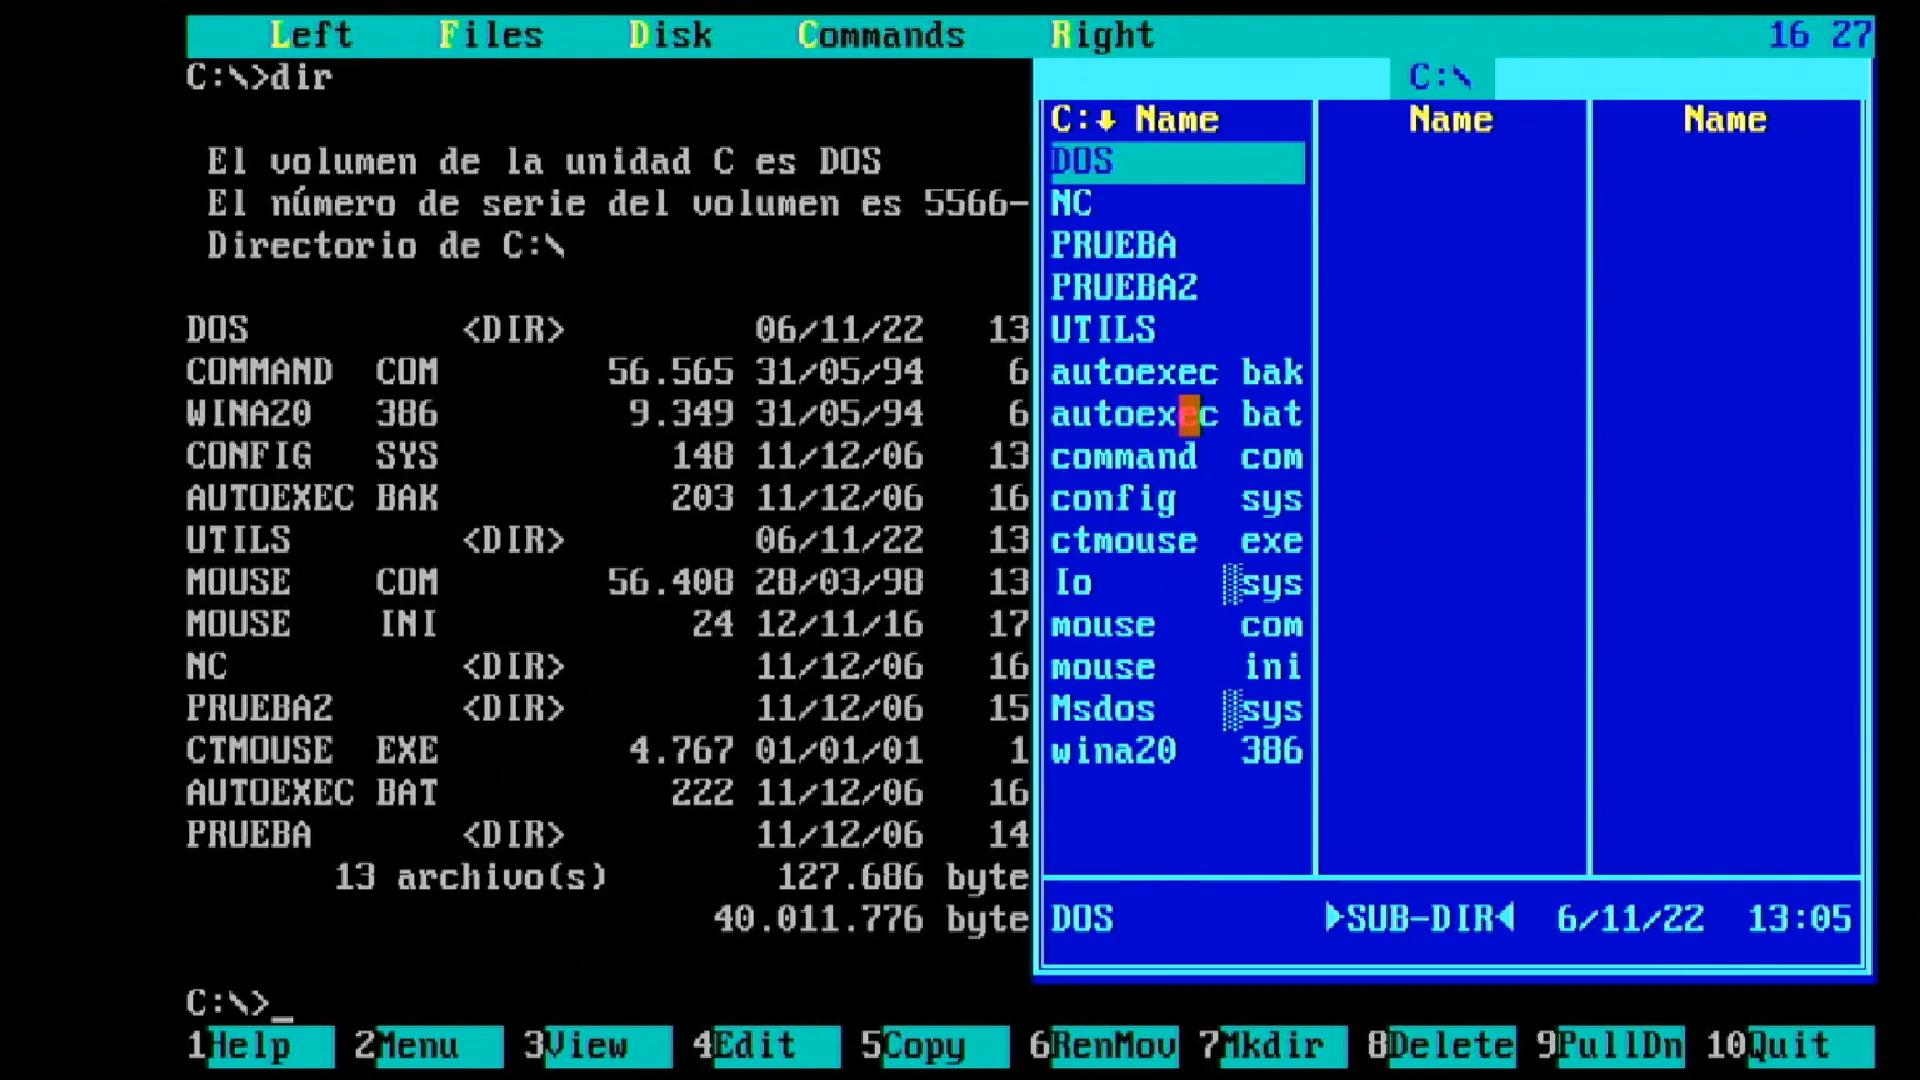 Left Files Disk Commands Right 16 27
C:\>dir
El volumen de la unidad C es DOS
El número de serie del volumen es 5566-
Directorio de C:\
DOS <DIR> 06/11/22 13
COMMAND COM 56.565 31/05/94 6
WINA20 386 9.349 31/05/94 6
CONFIG SYS 148 11/12/06 13
AUTOEXEC BAK 203 11/12/06 16
UTILS <DIR> 06/11/22 13
MOUSE COM 56.408 28/03/98 13
MOUSE INI 24 12/11/16 17
NC <DIR> 11/12/06 16
PRUEBA2 <DIR> 11/12/06 15
CTMOUSE EXE 4.767 01/01/01 1
AUTOEXEC BAT 222 11/12/06 16
PRUEBA <DIR> 11/12/06 14
13 archivo(s) 127.686 byte
40.011.776 byte
C:\>_
C:\
C:↓ Name Name Name
DOS
NC
PRUEBA
PRUEBA2
UTILS
autoexec bak
autoexec bat
command com
config sys
ctmouse exe
Io ░sys
mouse com
mouse ini
Msdos ░sys
wina20 386
DOS ►SUB-DIR◄ 6/11/22 13:05
1Help 2Menu 3View 4Edit 5Copy 6RenMov 7Mkdir 8Delete 9PullDn 10Quit